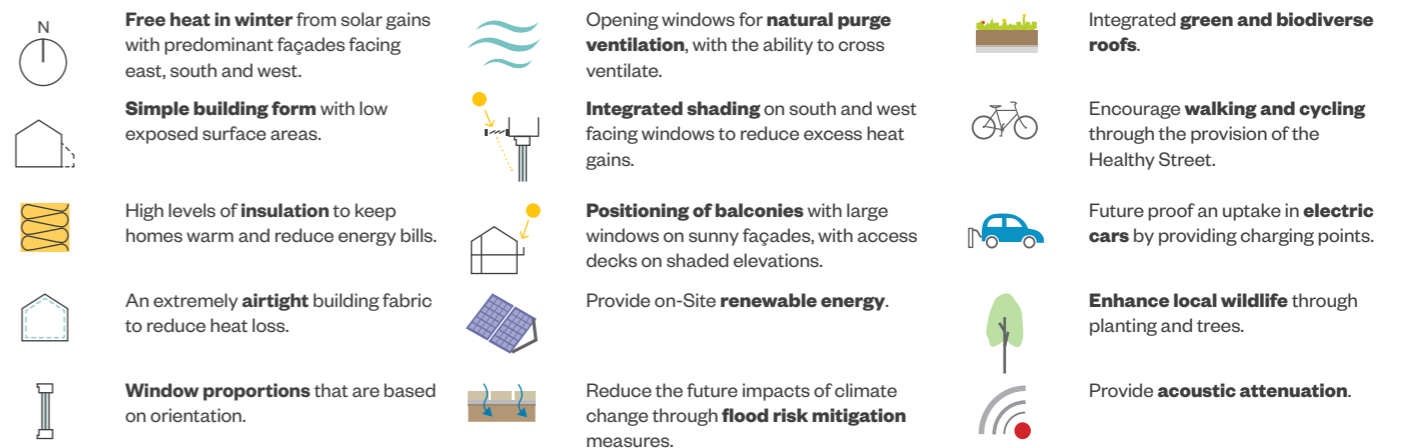 N
Free heat in winter from solar gains
with predominant façades facing
east, south and west.
Simple building form with low
exposed surface areas.
High levels of insulation to keep
homes warm and reduce energy bills.
An extremely airtight building fabric
to reduce heat loss.
Window proportions that are based
on orientation.
Opening windows for natural purge
ventilation, with the ability to cross
ventilate.
Integrated shading on south and west
facing windows to reduce excess heat
gains.
Positioning of balconies with large
windows on sunny façades, with access
decks on shaded elevations.
Provide on-Site renewable energy.
Reduce the future impacts of climate
change through flood risk mitigation
measures.
Integrated green and biodiverse
roofs.
Encourage walking and cycling
through the provision of the
Healthy Street.
Future proof an uptake in electric
cars by providing charging points.
Enhance local wildlife through
planting and trees.
Provide acoustic attenuation.